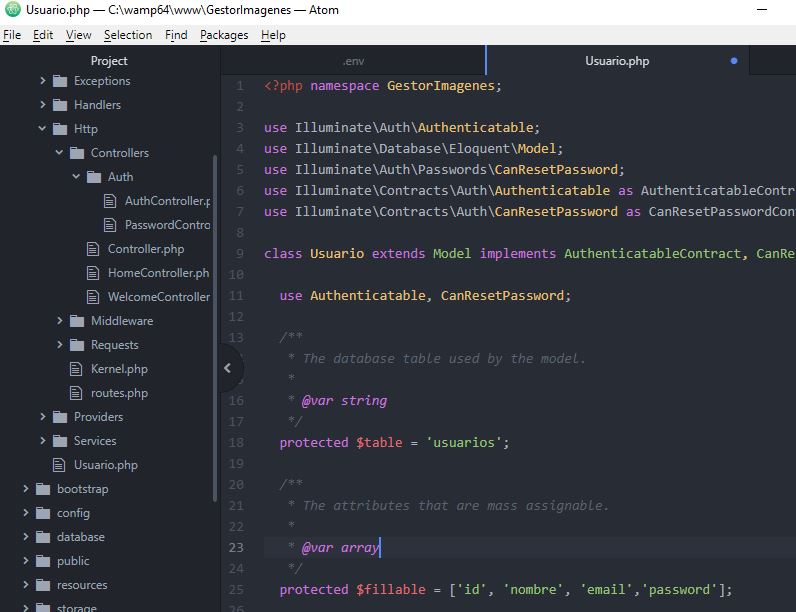 Usuario.php — C:\wamp64\www\GestorImagenes — Atom
File Edit View Selection Find Packages Help
Project
Exceptions
Handlers
Http
Controllers
Auth
AuthController.p
PasswordContro
Controller.php
HomeController.ph
WelcomeController
Middleware
Requests
Kernel.php
routes.php
Providers
Services
Usuario.php
bootstrap
config
database
public
resources
storage
.env Usuario.php
1 <?php namespace GestorImagenes;
2
3 use Illuminate\Auth\Authenticatable;
4 use Illuminate\Database\Eloquent\Model;
5 use Illuminate\Auth\Passwords\CanResetPassword;
6 use Illuminate\Contracts\Auth\Authenticatable as AuthenticatableContr
7 use Illuminate\Contracts\Auth\CanResetPassword as CanResetPasswordCon
8
9 class Usuario extends Model implements AuthenticatableContract, CanRe
10
11 use Authenticatable, CanResetPassword;
12
13 /**
* The database table used by the model.
*
16 * @var string
17 */
18 protected $table = 'usuarios';
19
20 /**
21 * The attributes that are mass assignable.
22 *
23 * @var array
24 */
25 protected $fillable = ['id', 'nombre', 'email','password'];
26